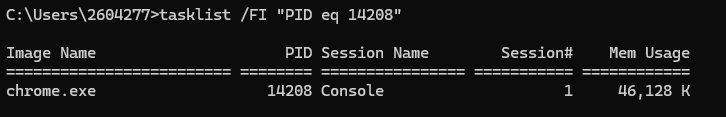 C:\Users\2604277>tasklist /FI "PID eq 14208"
Image Name                     PID Session Name        Session#    Mem Usage
========================= ======== ================ =========== ============
chrome.exe                   14208 Console                    1     46,128 K